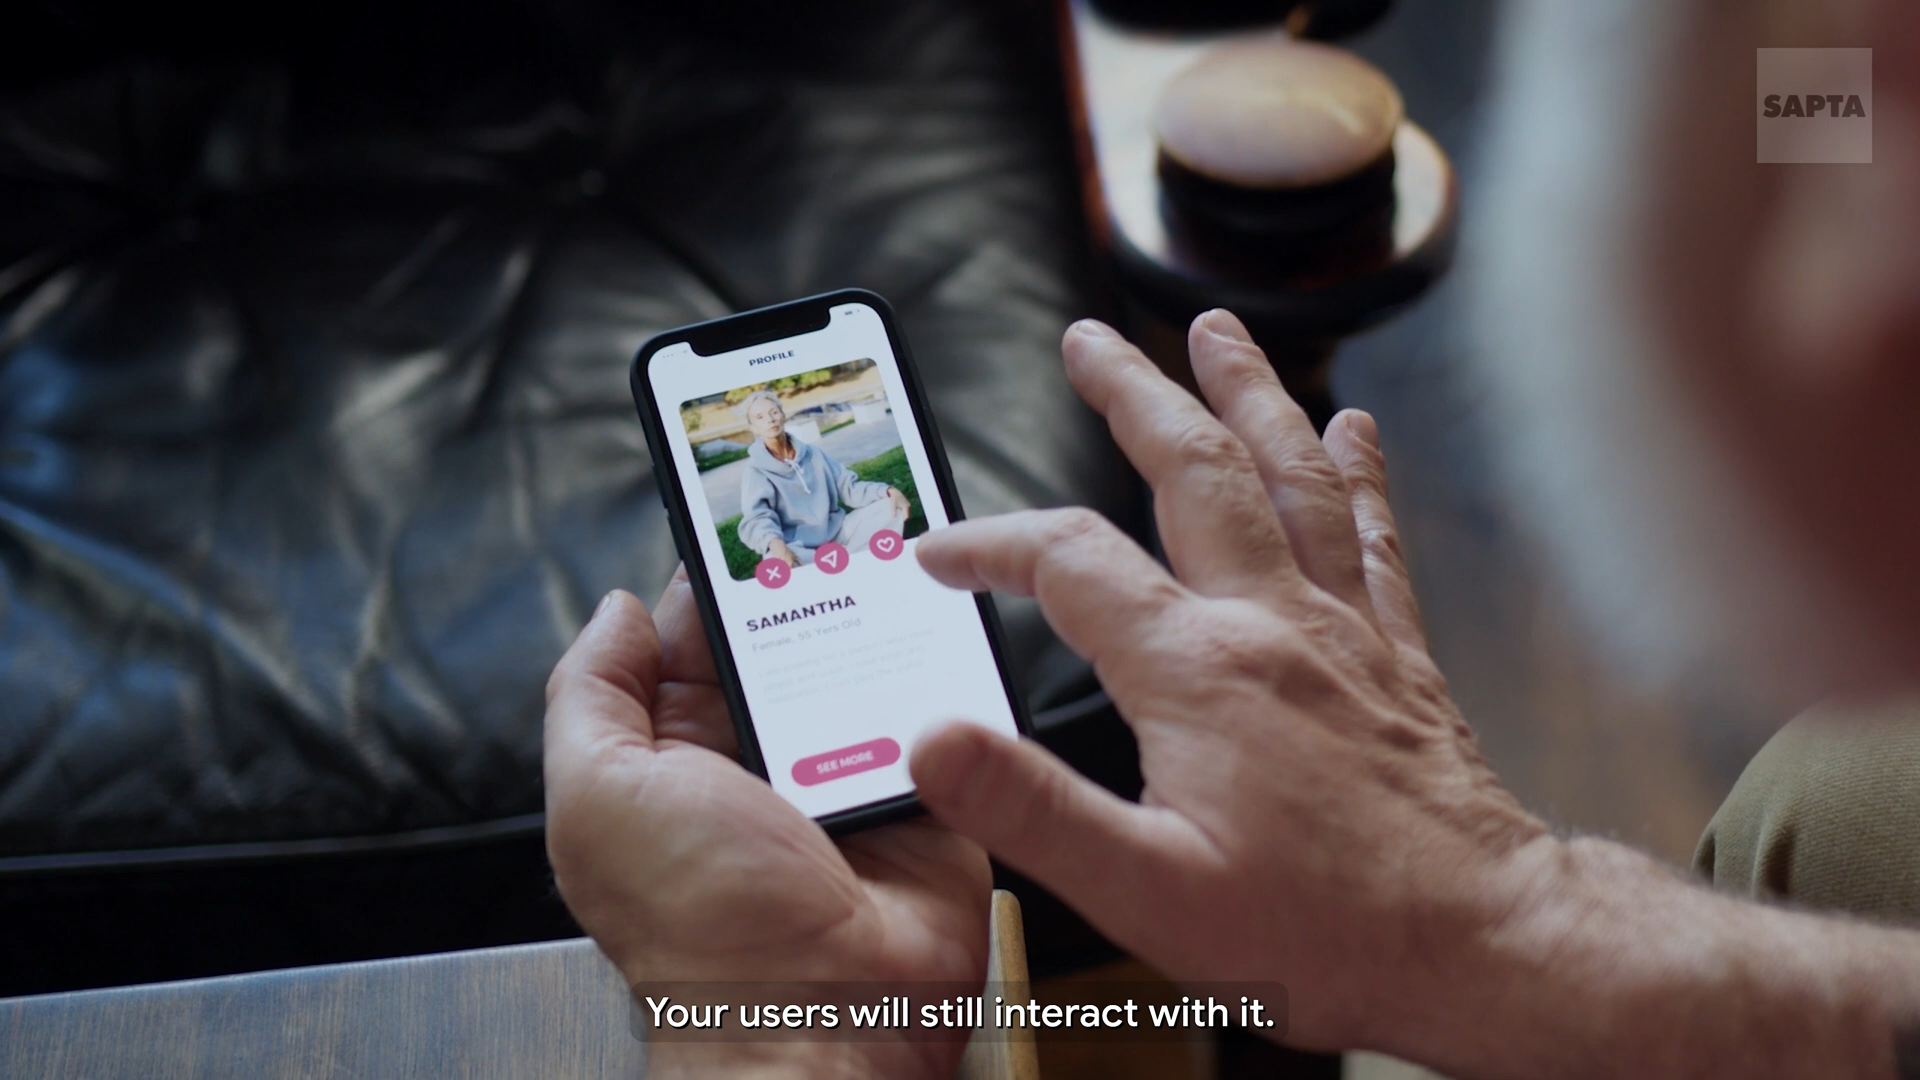 SAPTA
PROFILE
SAMANTHA
Famale, 55 Yers Old
SEE MORE
Your users will still interact with it.